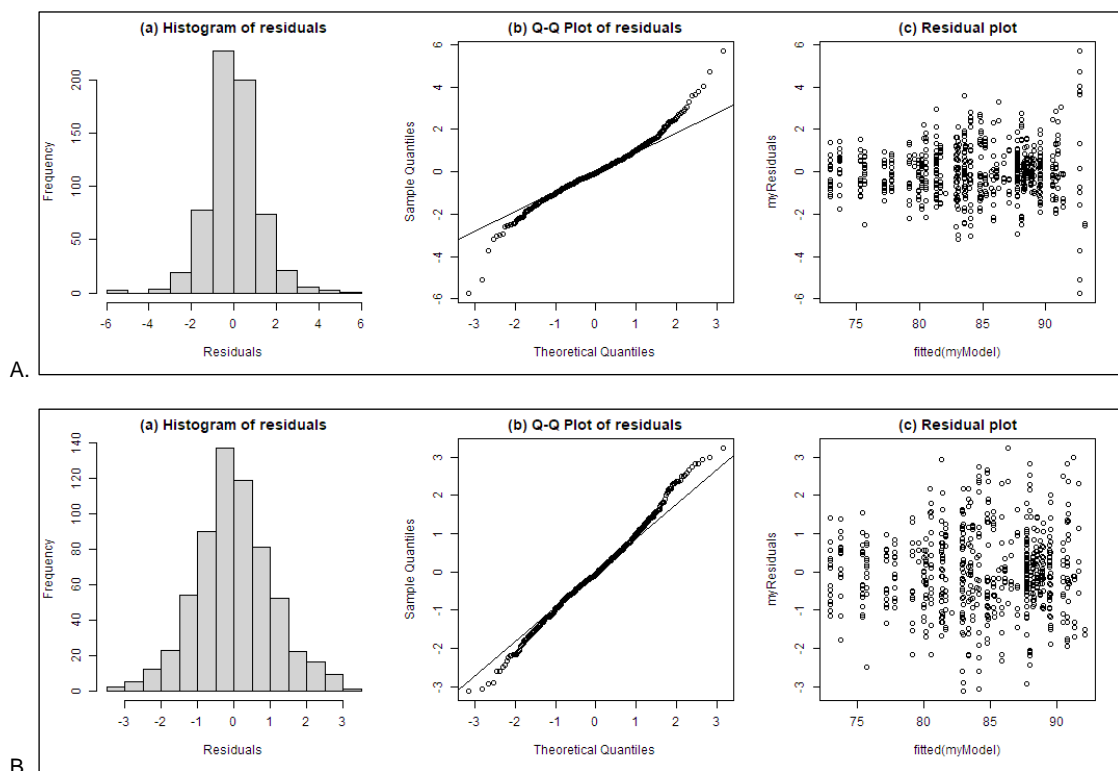 (a) Histogram of residuals
Frequency
0 50 100 150 200
-6 -4 -2 0 2 4 6
Residuals
(b) Q-Q Plot of residuals
Sample Quantiles
-6 -4 -2 0 2 4 6
-3 -2 -1 0 1 2 3
Theoretical Quantiles
(c) Residual plot
myResiduals
-6 -4 -2 0 2 4 6
75 80 85 90
fitted(myModel)
A.
(a) Histogram of residuals
Frequency
0 20 40 60 80 100 120 140
-3 -2 -1 0 1 2 3
Residuals
(b) Q-Q Plot of residuals
Sample Quantiles
-3 -2 -1 0 1 2 3
-3 -2 -1 0 1 2 3
Theoretical Quantiles
(c) Residual plot
myResiduals
-3 -2 -1 0 1 2 3
75 80 85 90
fitted(myModel)
B.